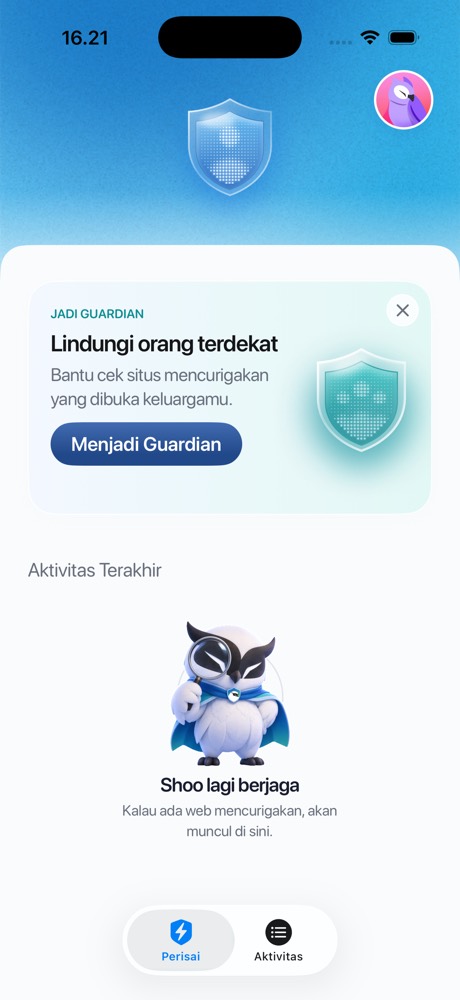 16.21
JADI GUARDIAN
Lindungi orang terdekat
Bantu cek situs mencurigakan
yang dibuka keluargamu.
Menjadi Guardian
Aktivitas Terakhir
Shoo lagi berjaga
Kalau ada web mencurigakan, akan
muncul di sini.
Perisai
Aktivitas